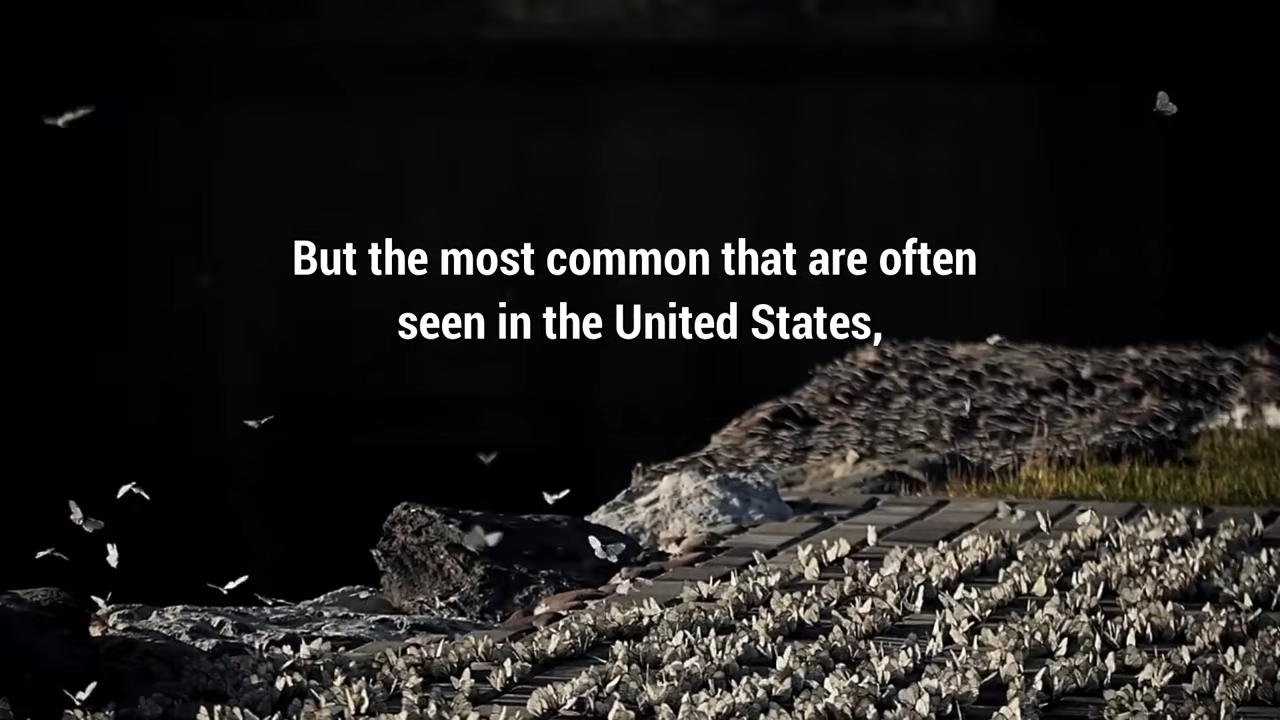 But the most common that are often
seen in the United States,